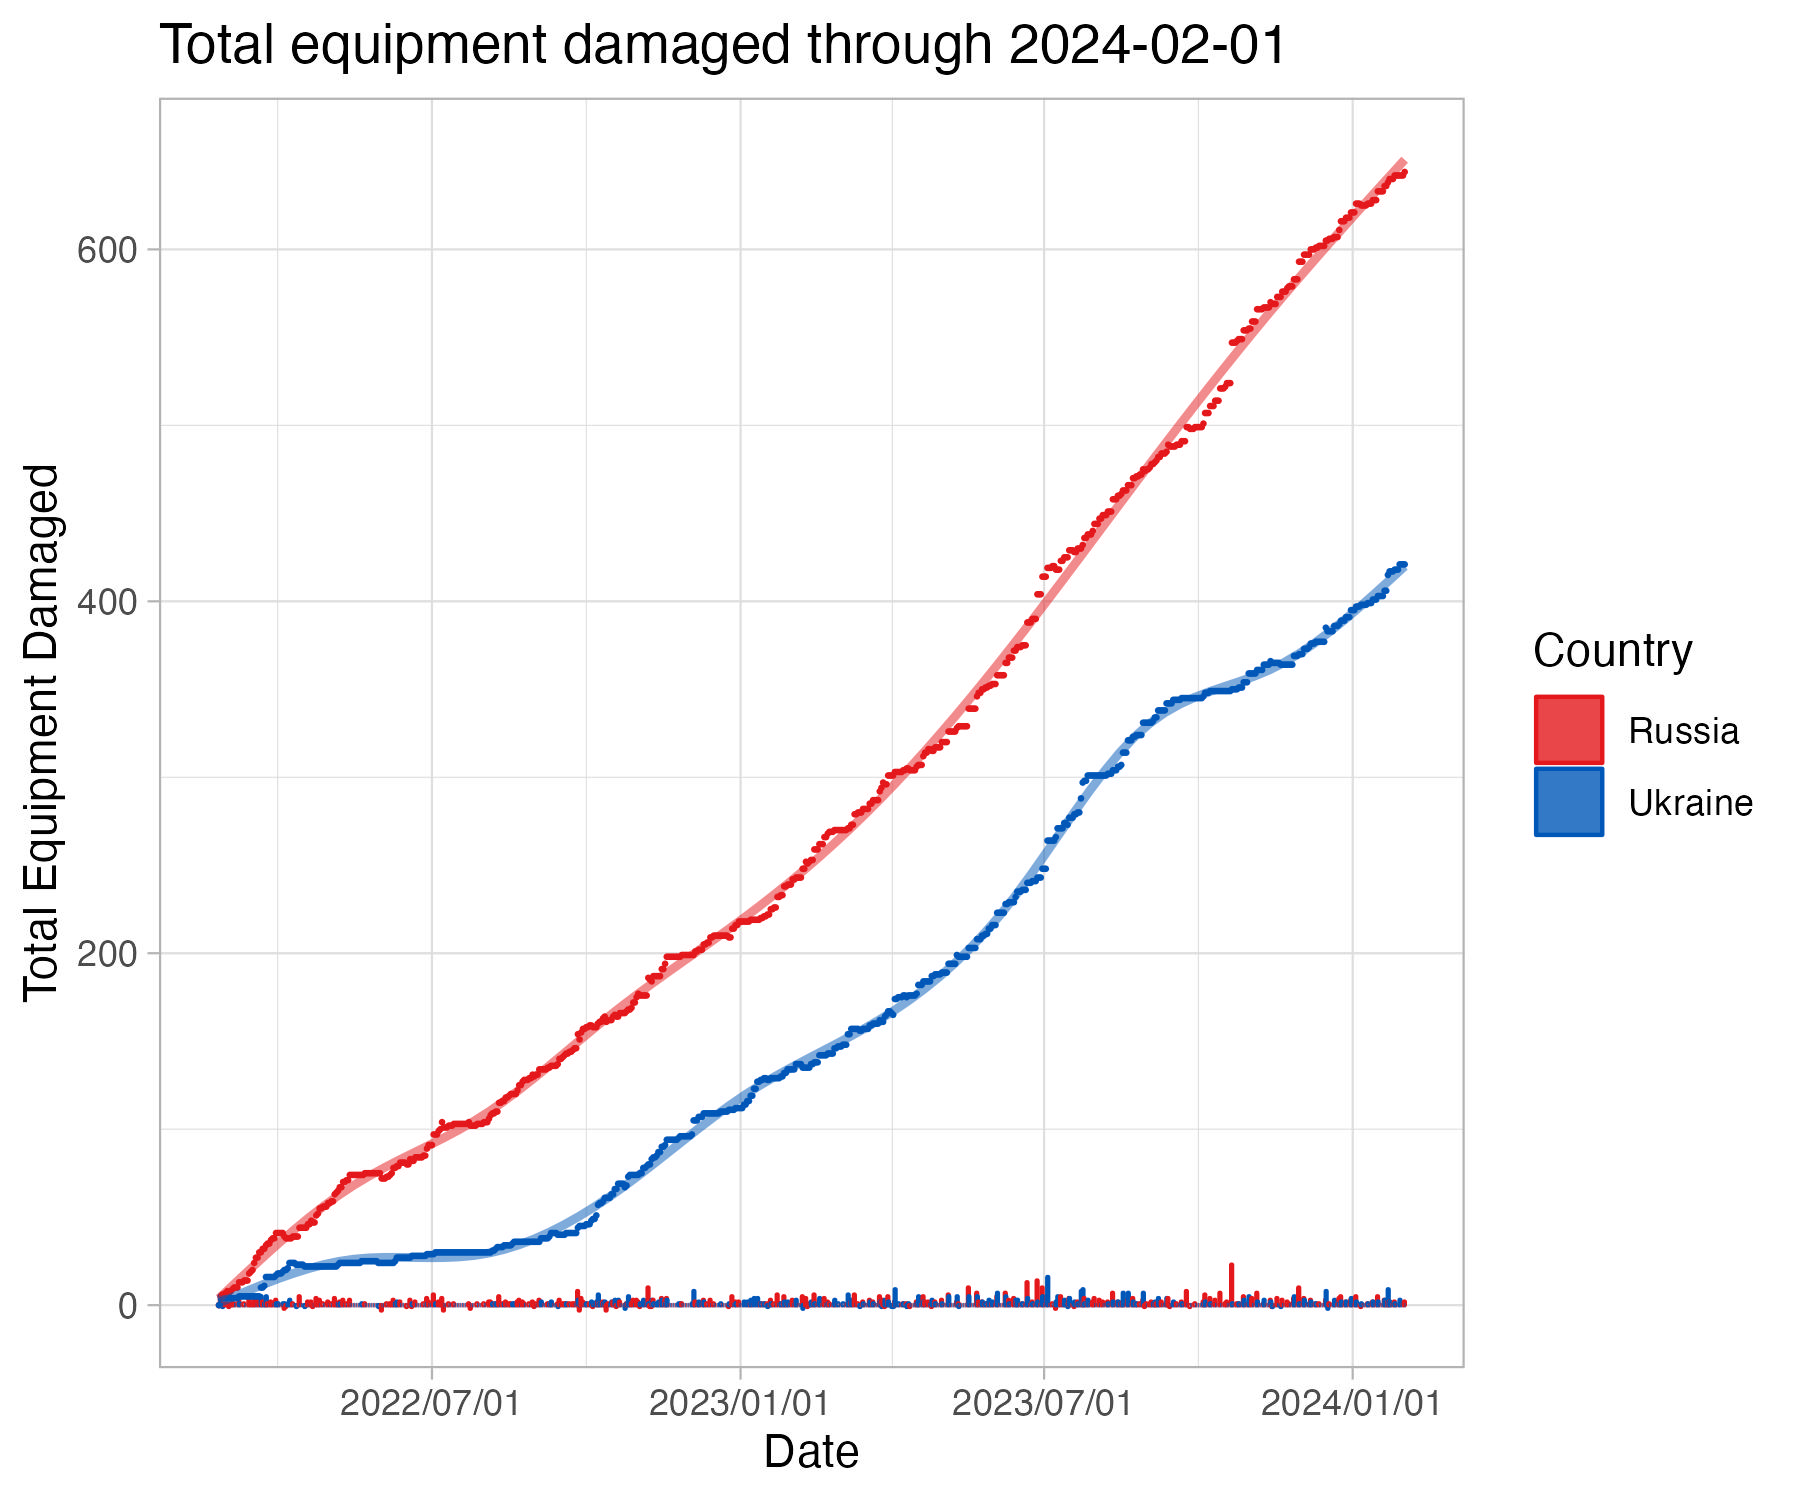 Total equipment damaged through 2024-02-01
Total Equipment Damaged
600
400
200
0
2022/07/01
2023/01/01
2023/07/01
2024/01/01
Date
Country
Russia
Ukraine